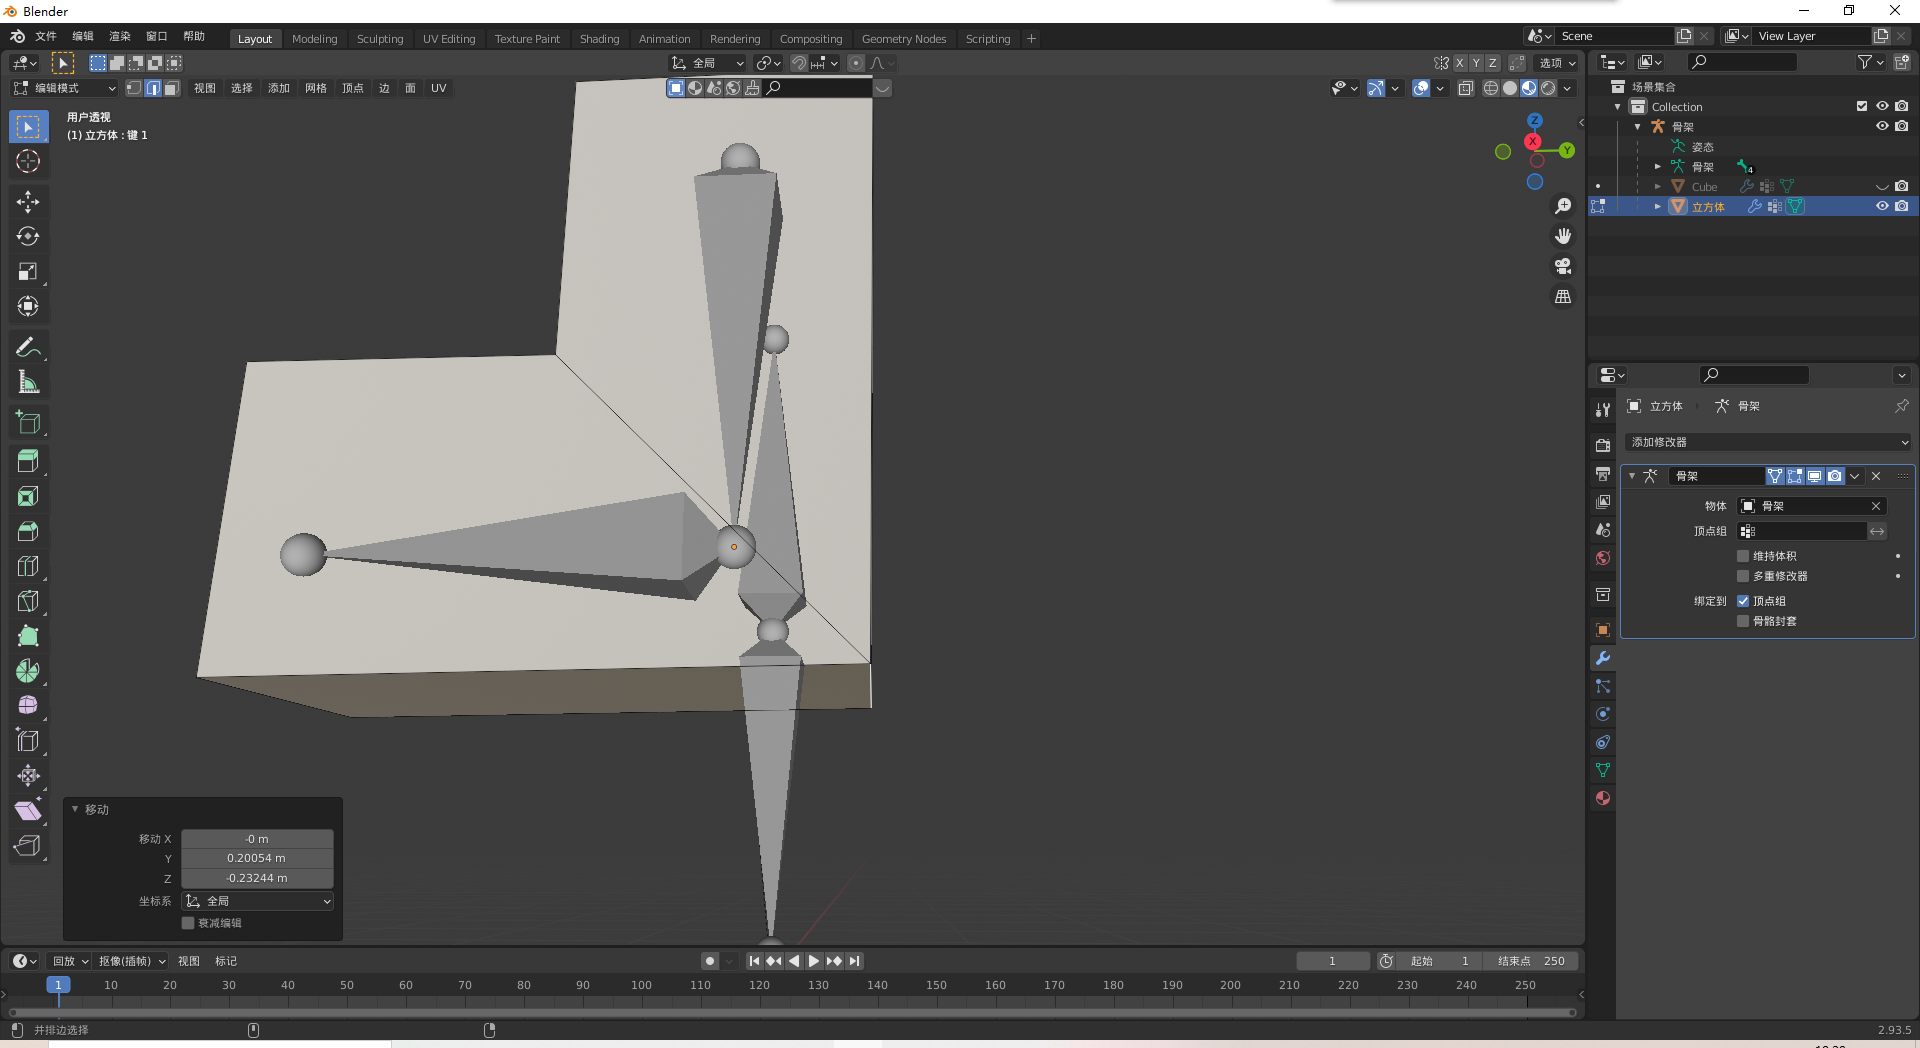 Blender
文件 编辑 渲染 窗口 帮助 Layout Modeling Sculpting UV Editing Texture Paint Shading Animation Rendering Compositing Geometry Nodes Scripting + Scene View Layer
全局 X Y Z 选项
编辑模式 视图 选择 添加 网格 顶点 边 面 UV
用户透视
(1) 立方体 : 键 1
Z
X
Y
场景集合
Collection
骨架
姿态
骨架 4
Cube
立方体
立方体 骨架
添加修改器
骨架
物体 骨架
顶点组
维持体积
多重修改器
绑定到 顶点组
骨骼封套
移动
移动 X -0 m
Y 0.20054 m
Z -0.23244 m
坐标系 全局
衰减编辑
回放 抠像(插帧) 视图 标记 1 起始 1 结束点 250
1 10 20 30 40 50 60 70 80 90 100 110 120 130 140 150 160 170 180 190 200 210 220 230 240 250
并排边选择 2.93.5